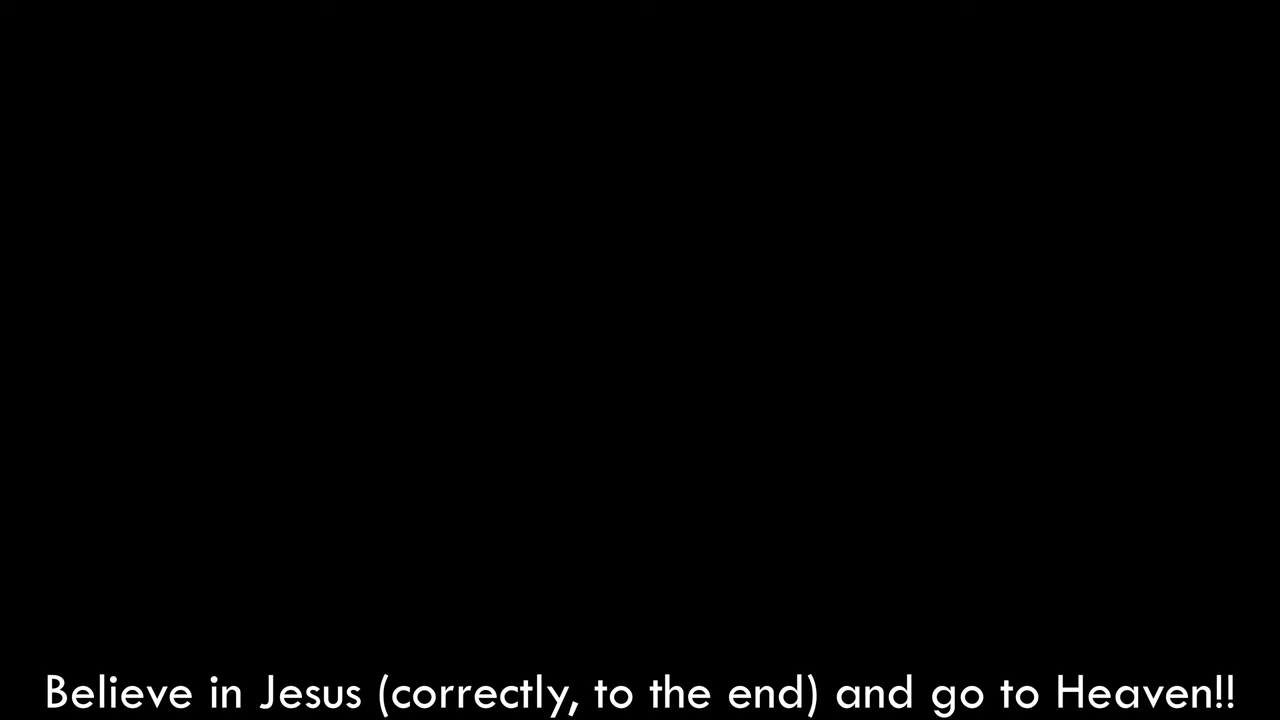 Believe in Jesus (correctly, to the end) and go to Heaven!!